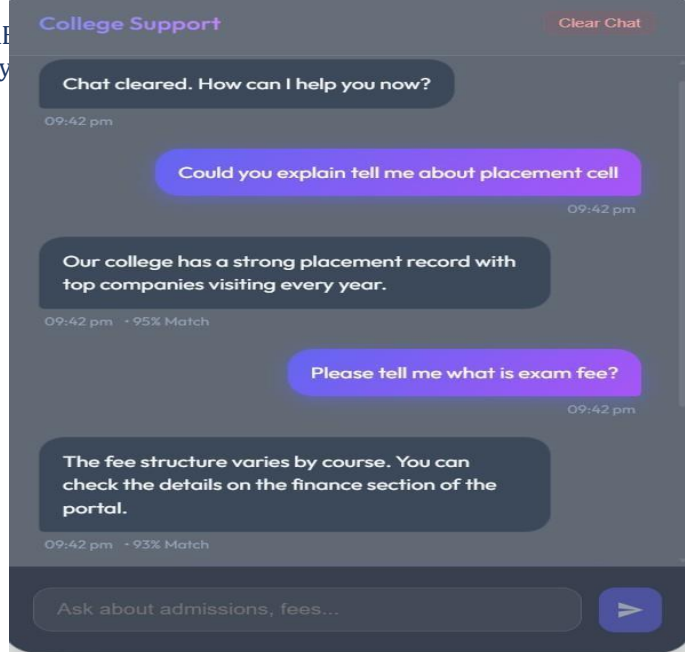 College Support
Clear Chat
Chat cleared. How can I help you now?
09:42 pm
Could you explain tell me about placement cell
09:42 pm
Our college has a strong placement record with
top companies visiting every year.
09:42 pm • 95% Match
Please tell me what is exam fee?
09:42 pm
The fee structure varies by course. You can
check the details on the finance section of the
portal.
09:42 pm • 93% Match
Ask about admissions, fees...